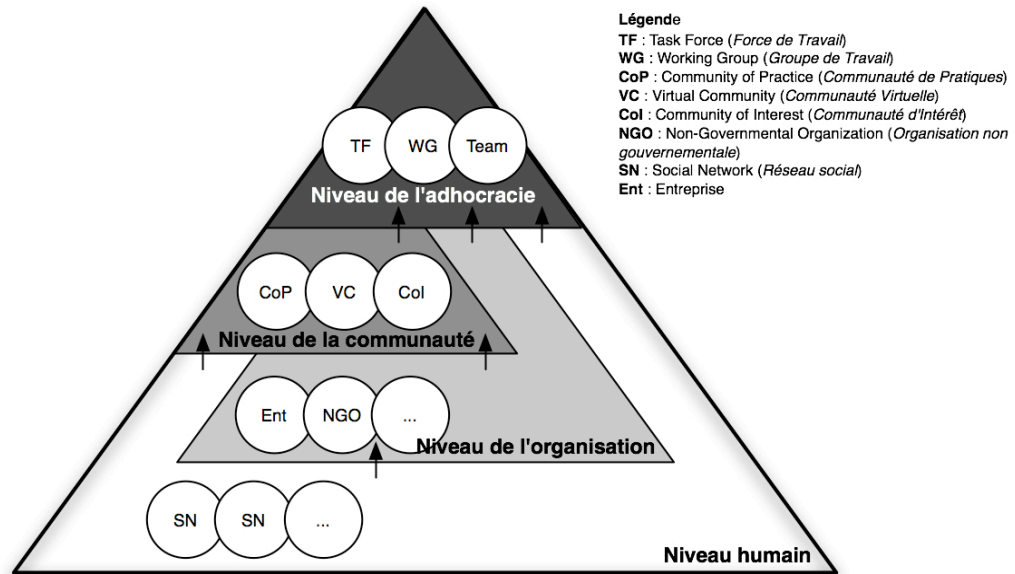 Légende
TF : Task Force (Force de Travail)
WG : Working Group (Groupe de Travail)
CoP : Community of Practice (Communauté de Pratiques)
VC : Virtual Community (Communauté Virtuelle)
CoI : Community of Interest (Communauté d'Intérêt)
NGO : Non-Governmental Organization (Organisation non
gouvernementale)
SN : Social Network (Réseau social)
Ent : Entreprise
TF WG Team
Niveau de l'adhocracie
CoP VC CoI
Niveau de la communauté
Ent NGO ...
Niveau de l'organisation
SN SN ...
Niveau humain